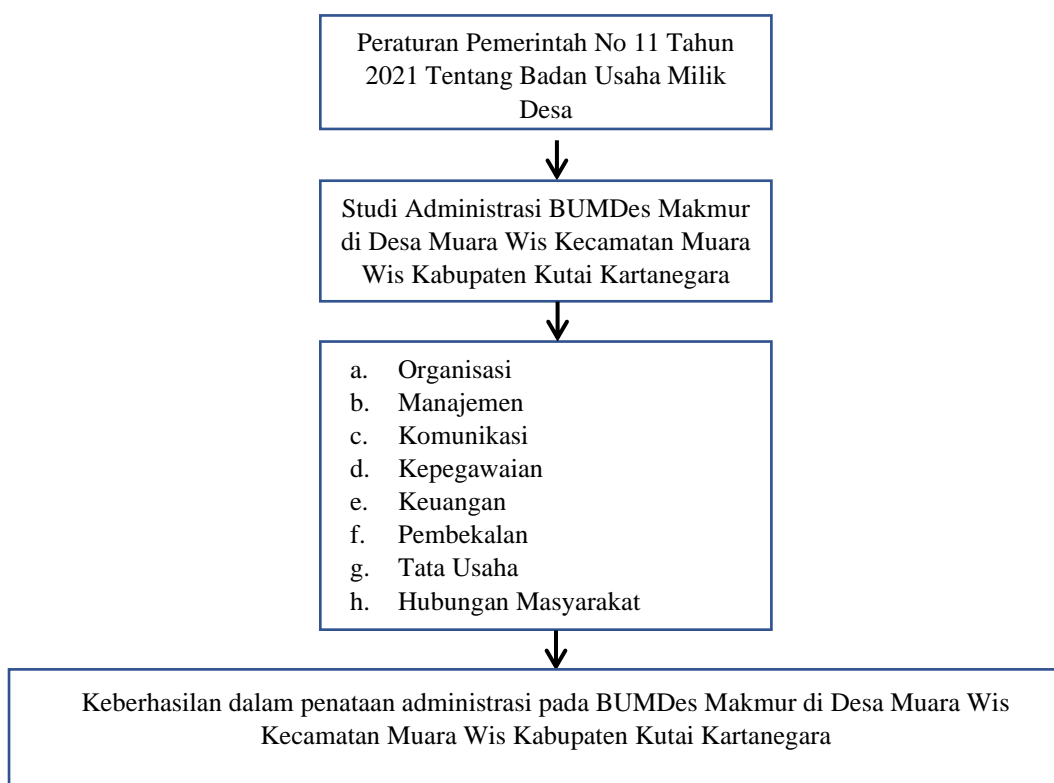 Peraturan Pemerintah No 11 Tahun
2021 Tentang Badan Usaha Milik
Desa
Studi Administrasi BUMDes Makmur
di Desa Muara Wis Kecamatan Muara
Wis Kabupaten Kutai Kartanegara
a. Organisasi
b. Manajemen
c. Komunikasi
d. Kepegawaian
e. Keuangan
f. Pembekalan
g. Tata Usaha
h. Hubungan Masyarakat
Keberhasilan dalam penataan administrasi pada BUMDes Makmur di Desa Muara Wis
Kecamatan Muara Wis Kabupaten Kutai Kartanegara